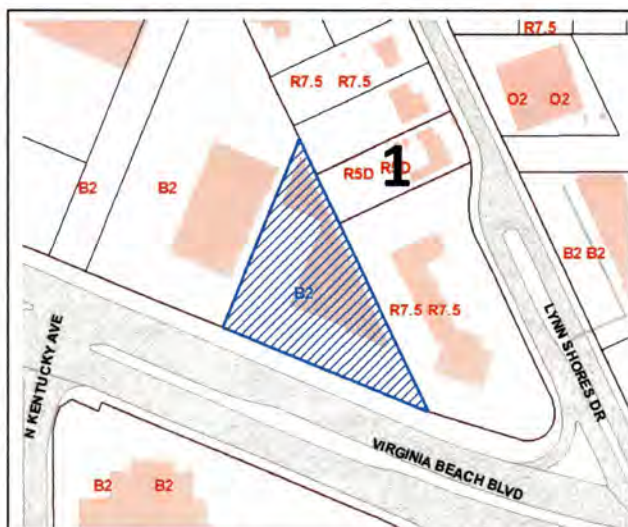 R7.5
R7.5 R7.5
O2 O2
1
R5D R5D
B2
B2
B2 B2
B2
R7.5 R7.5
N KENTUCKY AVE
LYNN SHORES DR
VIRGINIA BEACH BLVD
B2 B2